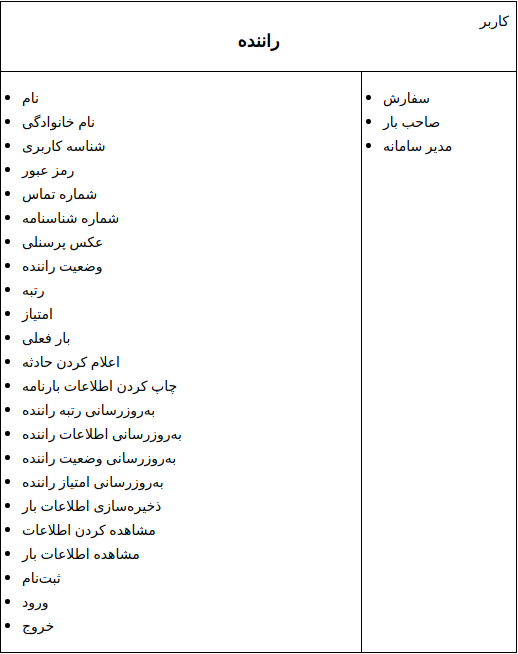 کاربر
راننده
نام
نام خانوادگی
شناسه کاربری
رمز عبور
شماره تماس
شماره شناسنامه
عکس پرسنلی
وضعیت راننده
رتبه
امتیاز
بار فعلی
اعلام کردن حادثه
چاپ کردن اطلاعات بارنامه
به‌روزرسانی رتبه راننده
به‌روزرسانی اطلاعات راننده
به‌روزرسانی وضعیت راننده
به‌روزرسانی امتیاز راننده
ذخیره‌سازی اطلاعات بار
مشاهده کردن اطلاعات
مشاهده اطلاعات بار
ثبت‌نام
ورود
خروج
سفارش
صاحب بار
مدیر سامانه